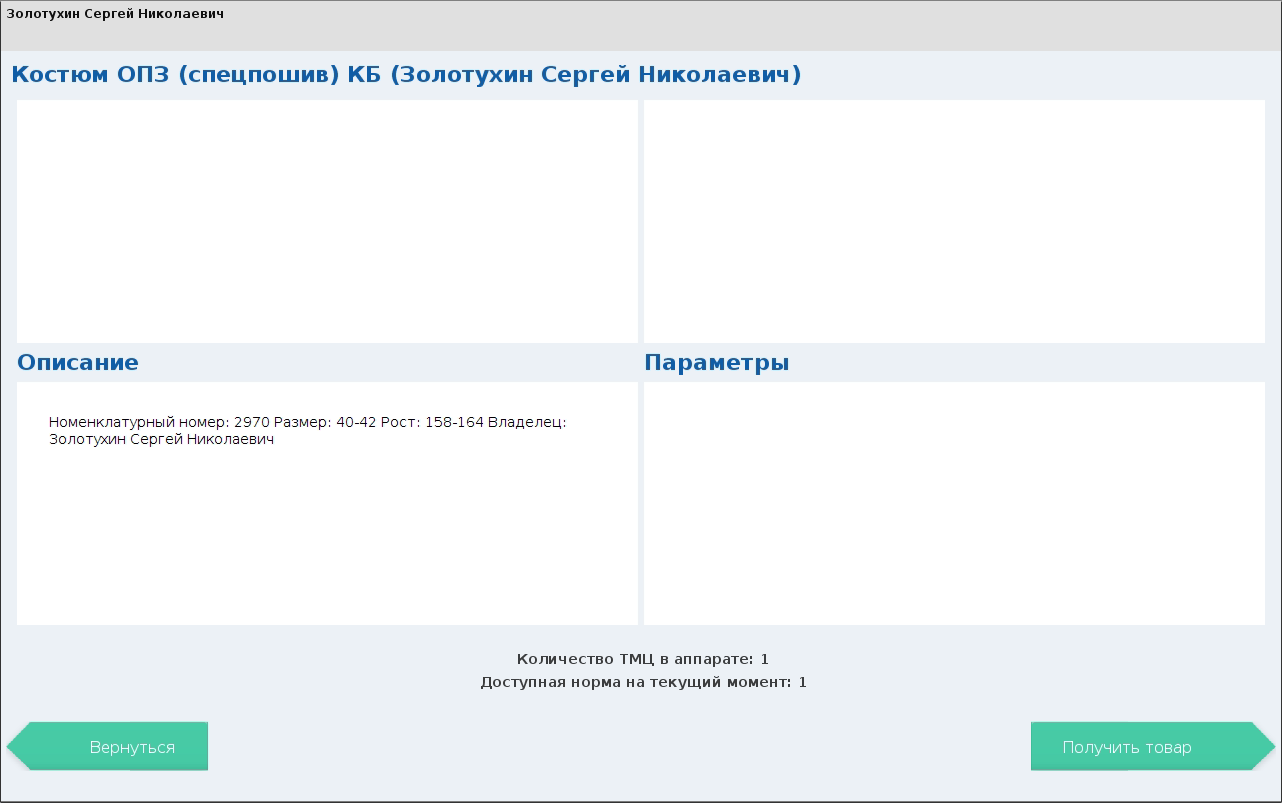 Золотухин Сергей Николаевич
Костюм ОПЗ (спецпошив) КБ (Золотухин Сергей Николаевич)
Описание
Параметры
Номенклатурный номер: 2970 Размер: 40-42 Рост: 158-164 Владелец:
Золотухин Сергей Николаевич
Количество ТМЦ в аппарате: 1
Доступная норма на текущий момент: 1
Вернуться
Получить товар